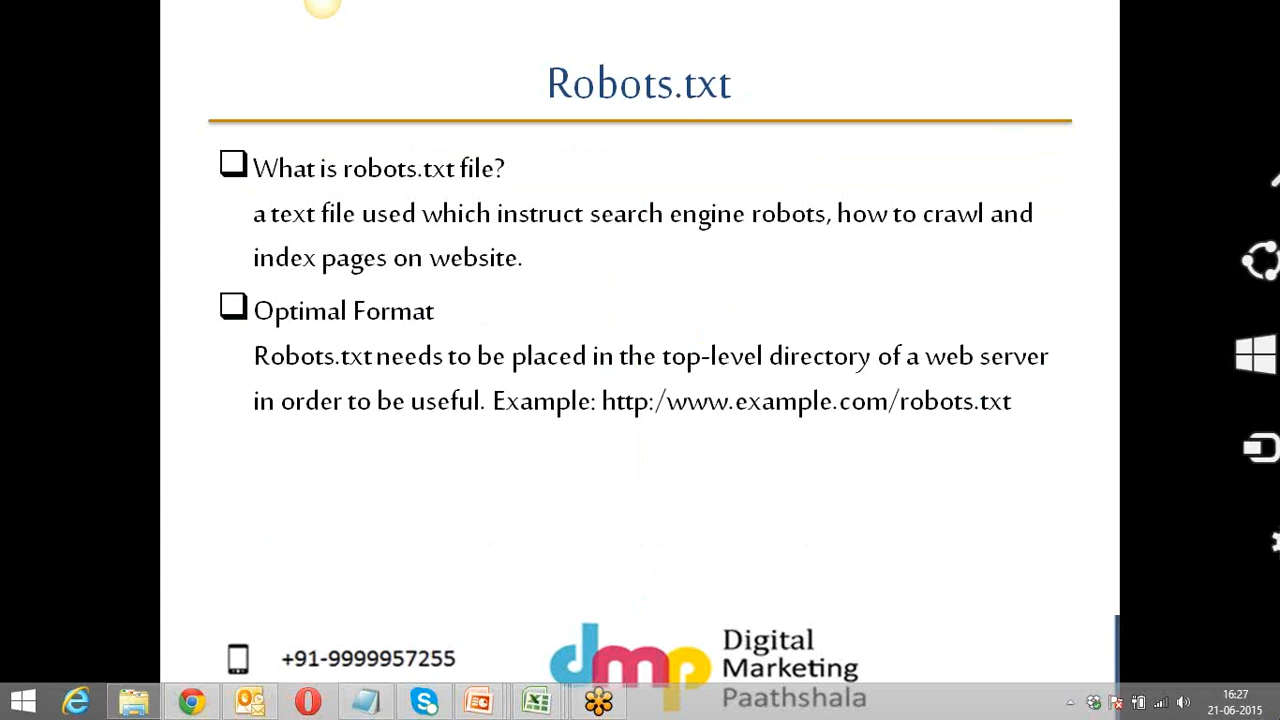 Robots.txt
What is robots.txt file?
a text file used which instruct search engine robots, how to crawl and
index pages on website.
Optimal Format
Robots.txt needs to be placed in the top-level directory of a web server
in order to be useful. Example: http:/www.example.com/robots.txt
+91-9999957255
dmp
Digital
Marketing
Paathshala
16:27
21-06-2015